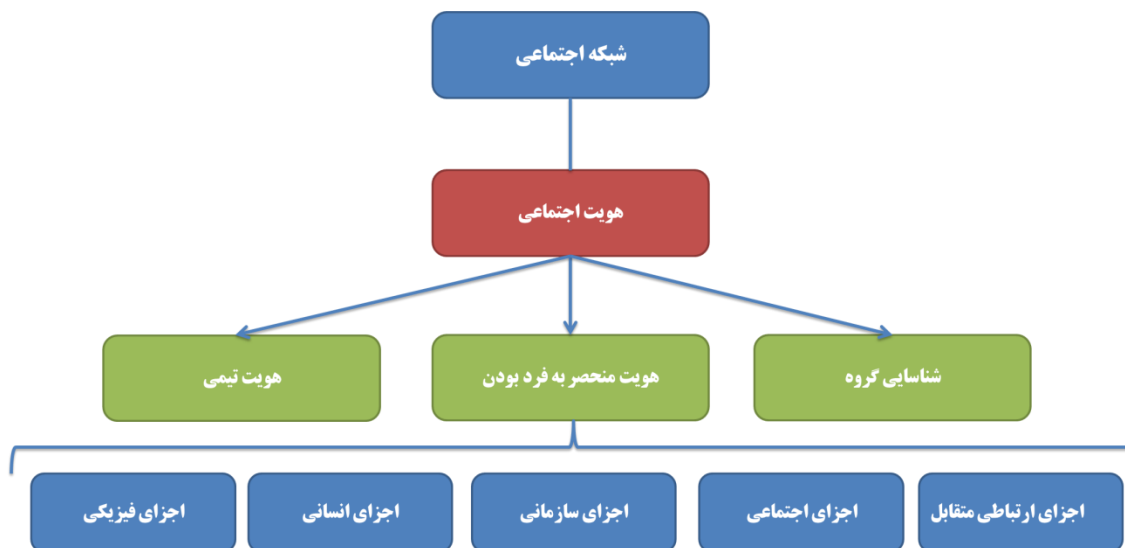 شبکه اجتماعی
هویت اجتماعی
شناسایی گروه
هویت منحصر به فرد بودن
هویت تیمی
اجزای ارتباطی متقابل
اجزای اجتماعی
اجزای سازمانی
اجزای انسانی
اجزای فیزیکی